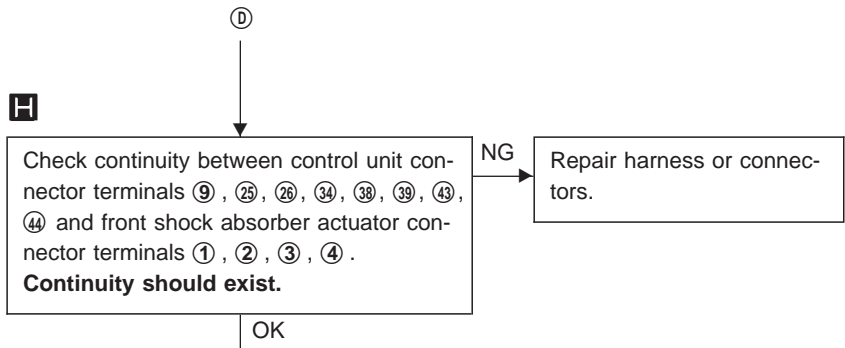 Ⓓ
H
Check continuity between control unit con-
nector terminals ⑨ , ㉕, ㉖, ㉞, ㊳, ㊴, ㊸,
㊹ and front shock absorber actuator con-
nector terminals ① , ② , ③ , ④ .
Continuity should exist.
NG
Repair harness or connec-
tors.
OK